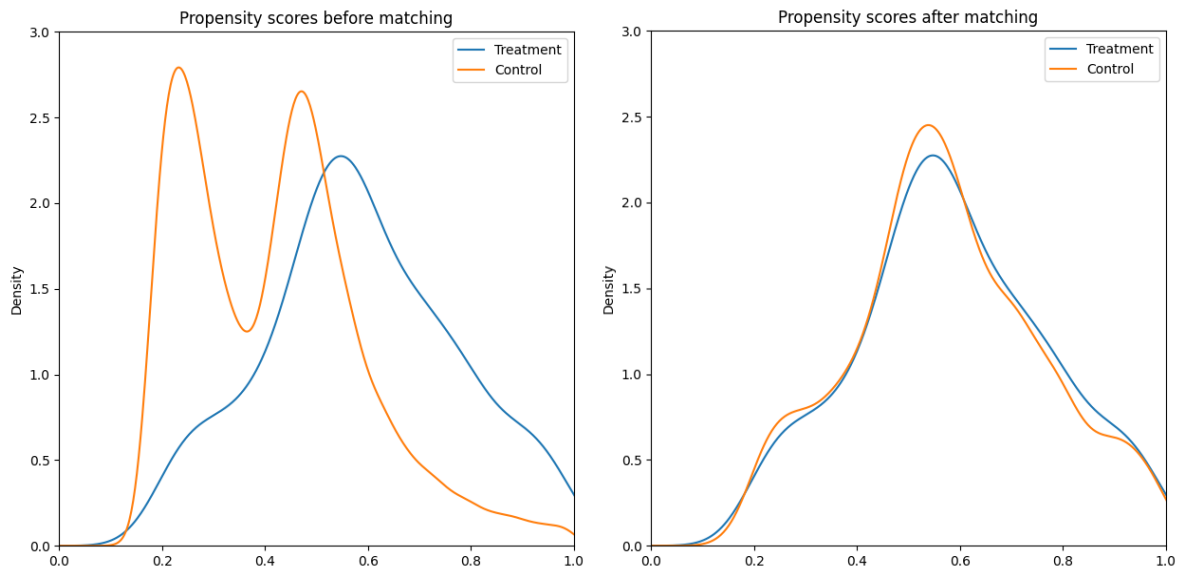 Propensity scores before matching
3.0
2.5
2.0
1.5
1.0
0.5
0.0
Density
0.0 0.2 0.4 0.6 0.8 1.0
Treatment
Control
Propensity scores after matching
3.0
2.5
2.0
1.5
1.0
0.5
0.0
Density
0.0 0.2 0.4 0.6 0.8 1.0
Treatment
Control